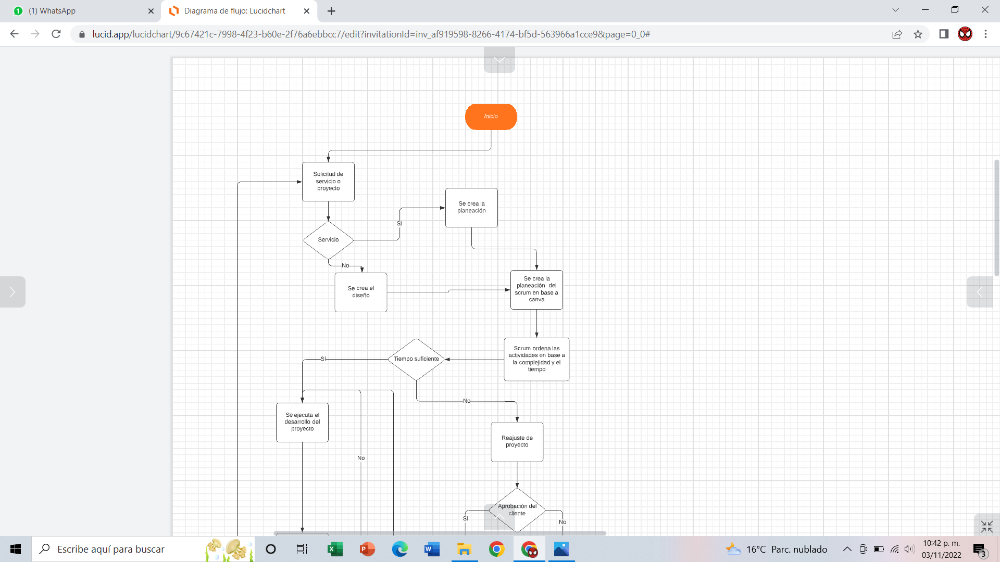 (1) WhatsApp
Diagrama de flujo: Lucidchart
lucid.app/lucidchart/9c67421c-7998-4f23-b60e-2f76a6ebbcc7/edit?invitationId=inv_af919598-8266-4174-bf5d-563966a1cce9&page=0_0#
Inicio
Solicitud de
servicio o
proyecto
Se crea la
planeación
Si
Servicio
No
Se crea el
diseño
Se crea la
planeación del
scrum en base a
canva
Scrum ordena las
actividades en base a
la complejidad y el
tiempo
Tiempo suficiente
Sí
No
Se ejecuta el
desarrollo del
proyecto
Reajuste de
proyecto
No
Aprobación del
cliente
Si
No
Escribe aquí para buscar
16°C Parc. nublado
10:42 p. m.
03/11/2022
3